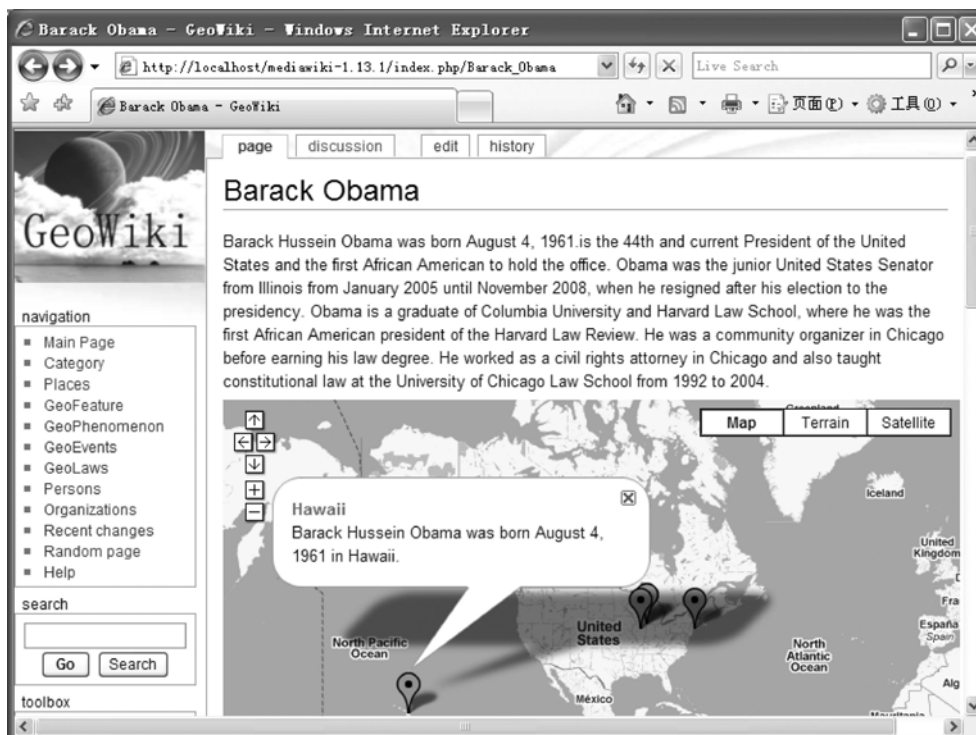 Barack Obama - GeoWiki - Windows Internet Explorer
http://localhost/mediawiki-1.13.1/index.php/Barack_Obama
Live Search
Barack Obama - GeoWiki
页面(P)
工具(O)
GeoWiki
page
discussion
edit
history
Barack Obama
Barack Hussein Obama was born August 4, 1961.is the 44th and current President of the United
States and the first African American to hold the office. Obama was the junior United States Senator
from Illinois from January 2005 until November 2008, when he resigned after his election to the
presidency. Obama is a graduate of Columbia University and Harvard Law School, where he was the
first African American president of the Harvard Law Review. He was a community organizer in Chicago
before earning his law degree. He worked as a civil rights attorney in Chicago and also taught
constitutional law at the University of Chicago Law School from 1992 to 2004.
navigation
Main Page
Category
Places
GeoFeature
GeoPhenomenon
GeoEvents
GeoLaws
Persons
Organizations
Recent changes
Random page
Help
search
Go
Search
toolbox
Map
Terrain
Satellite
Hawaii
Barack Hussein Obama was born August 4,
1961 in Hawaii.
Iceland
United
Kingdom
Fra
España
Spain
North Pacific
Ocean
United
States
North
Atlantic
Ocean
México
Alg